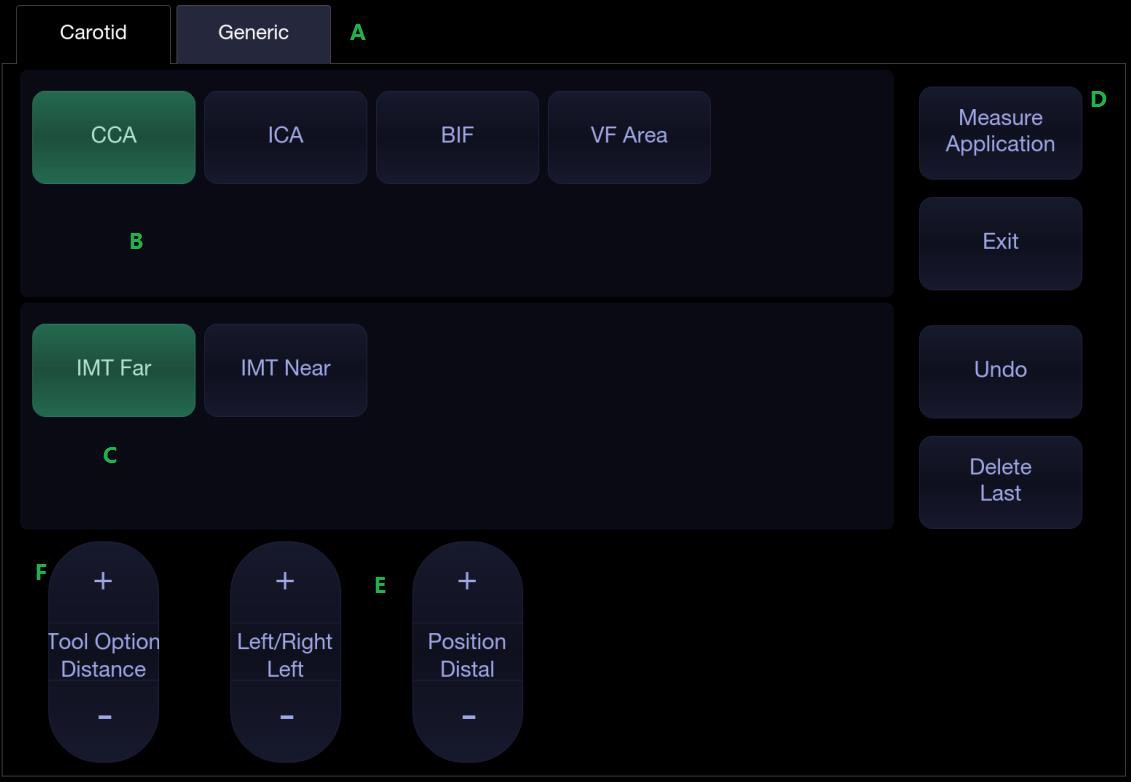 Carotid
Generic
A
CCA
ICA
BIF
VF Area
Measure
Application
D
B
Exit
IMT Far
IMT Near
Undo
C
Delete
Last
F
+
+
E
+
Tool Option
Distance
Left/Right
Left
Position
Distal
-
-
-